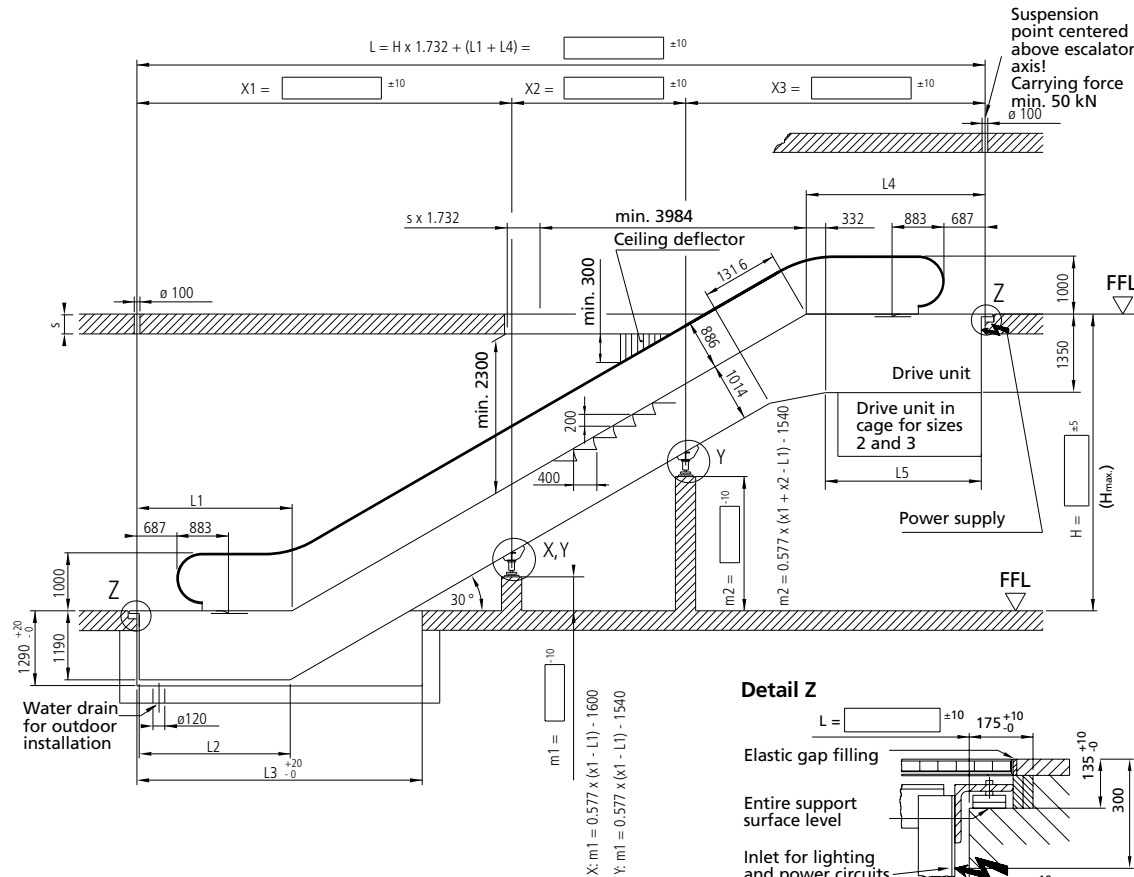 Suspension
point centered
above escalator
axis!
Carrying force
min. 50 kN
ø 100
L = H x 1.732 + (L1 + L4) = ±10
X1 = ±10
X2 = ±10
X3 = ±10
L4
s x 1.732
min. 3984
332
883
687
Ceiling deflector
1316
ø 100
s
min. 300
1000
FFL
Z
886
1014
1350
Drive unit
min. 2300
Drive unit in
cage for sizes
2 and 3
200
400
Y
L5
Power supply
H = ±5
(Hmax.)
L1
687
883
m2 = -10
m2 = 0.577 x (x1 + x2 - L1) - 1540
1000
Z
X,Y
30 °
FFL
1290 +20 -0
1190
Water drain
for outdoor
installation
ø120
L2
L3 +20 -0
m1 = -10
X: m1 = 0.577 x (x1 - L1) - 1600
Y: m1 = 0.577 x (x1 - L1) - 1540
Detail Z
L = ±10
175 +10 -0
Elastic gap filling
135 +10 -0
300
Entire support
surface level
Inlet for lighting
and power circuits